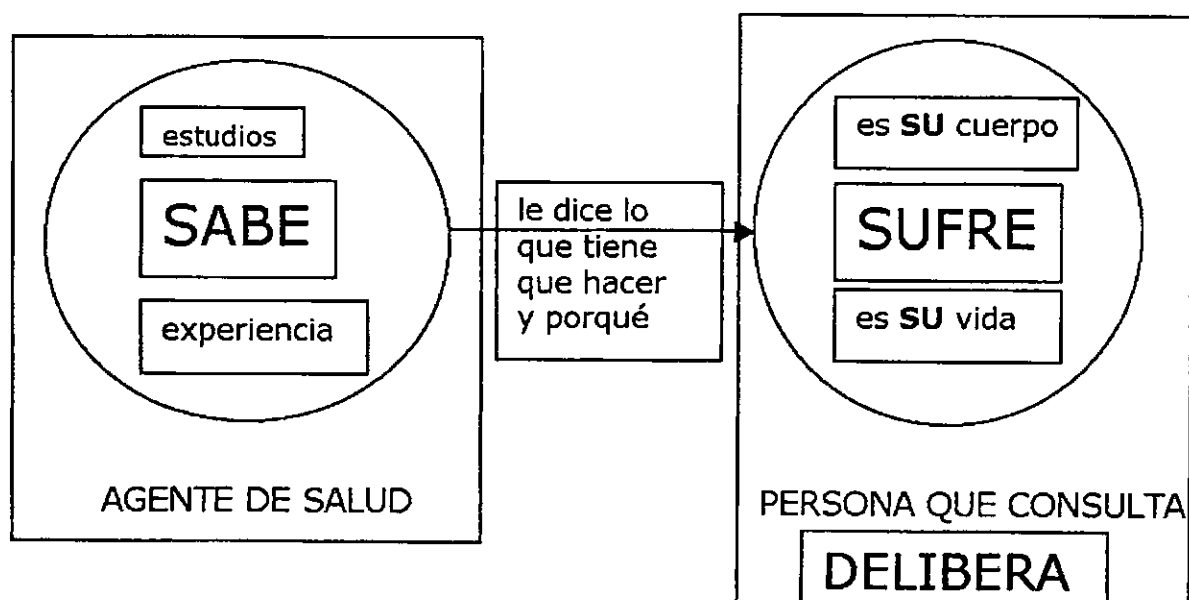 estudios
SABE
experiencia
AGENTE DE SALUD
le dice lo
que tiene
que hacer
y porqué
es SU cuerpo
SUFRE
es SU vida
PERSONA QUE CONSULTA
DELIBERA